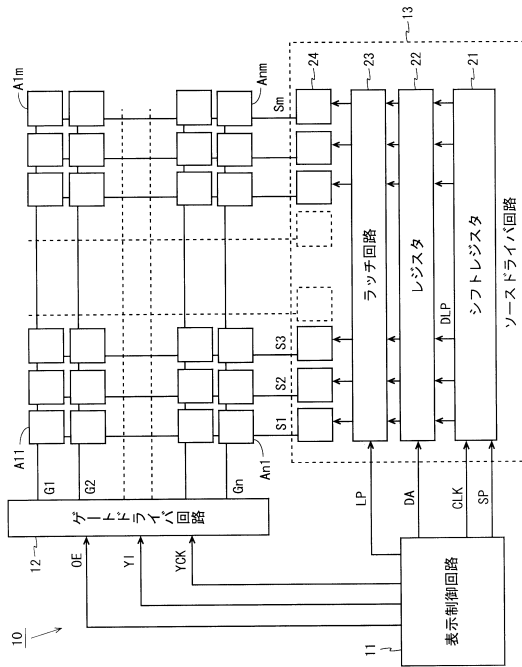 10
12
ゲートドライバ回路
OE
YI
YCK
G1
G2
Gn
A11
A1m
An1
Anm
S1
S2
S3
Sm
13
24
ラッチ回路
23
レジスタ
22
DLP
シフトレジスタ
21
ソースドライバ回路
LP
DA
CLK
SP
11
表示制御回路